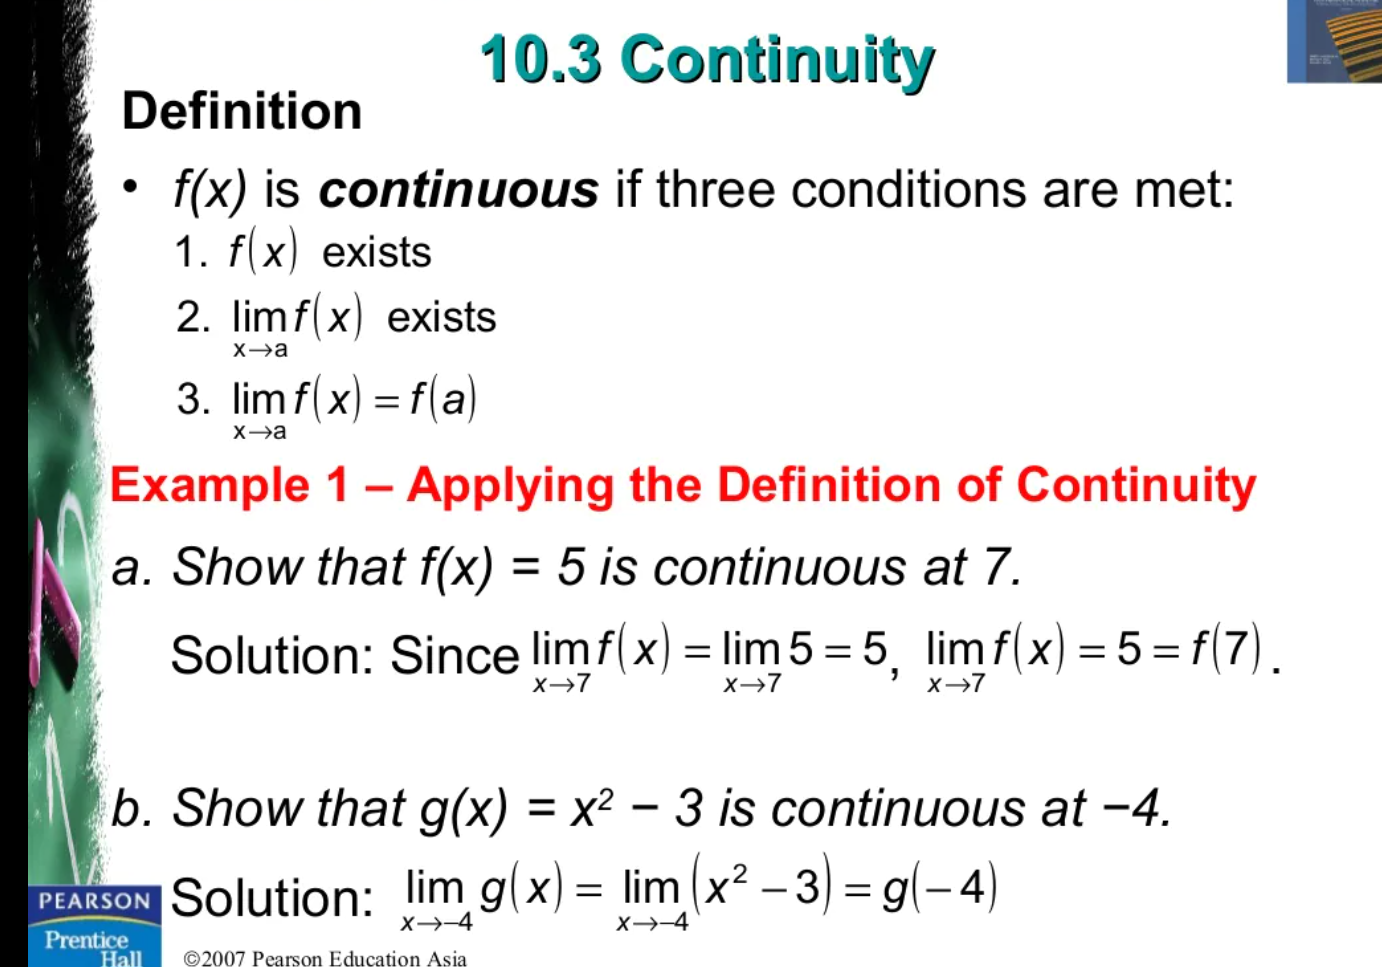 10.3 Continuity
Definition
• f(x) is continuous if three conditions are met:
1. f(x) exists
2. lim f(x) exists
x→a
3. lim f(x) = f(a)
x→a
Example 1 – Applying the Definition of Continuity
a. Show that f(x) = 5 is continuous at 7.
Solution: Since lim f(x) = lim 5 = 5, lim f(x) = 5 = f(7).
x→7 x→7 x→7
b. Show that g(x) = x² − 3 is continuous at −4.
Solution: lim g(x) = lim (x² − 3) = g(−4)
x→−4 x→−4
PEARSON
Prentice
Hall
©2007 Pearson Education Asia